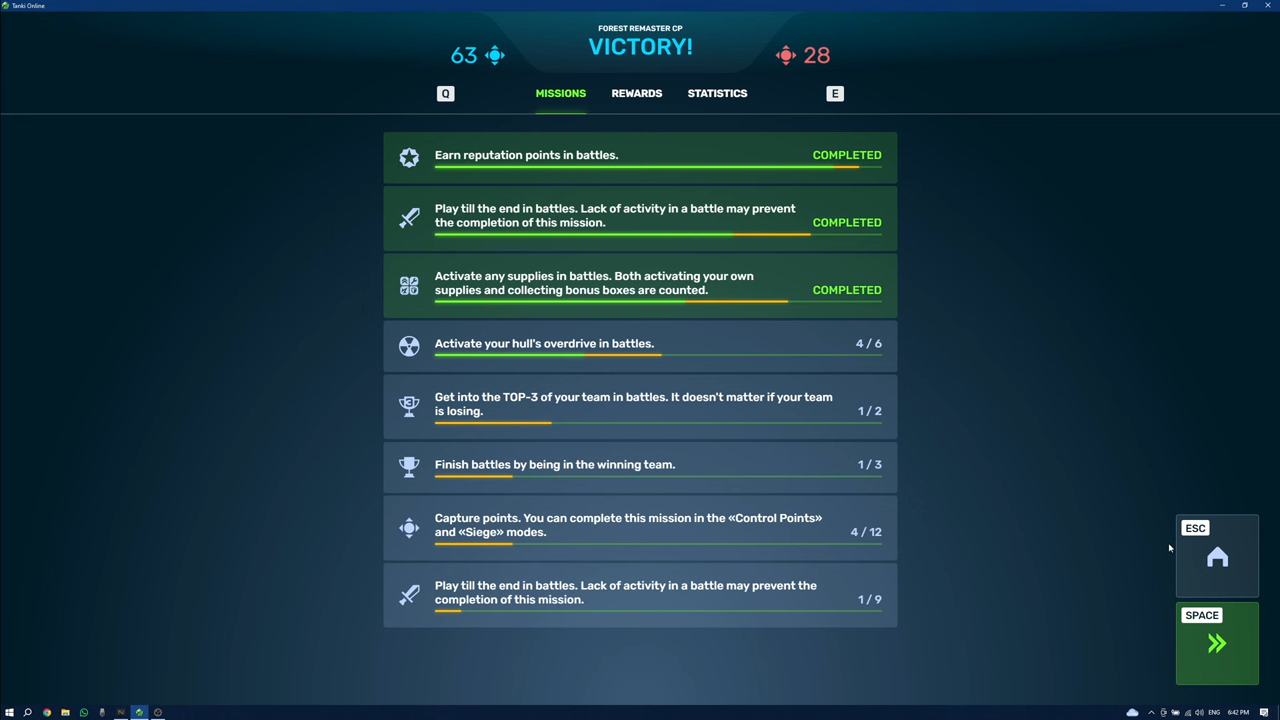 Tanki Online
FOREST REMASTER CP
63 VICTORY! 28
Q MISSIONS REWARDS STATISTICS E
Earn reputation points in battles. COMPLETED
Play till the end in battles. Lack of activity in a battle may prevent
the completion of this mission. COMPLETED
Activate any supplies in battles. Both activating your own
supplies and collecting bonus boxes are counted. COMPLETED
Activate your hull's overdrive in battles. 4 / 6
Get into the TOP-3 of your team in battles. It doesn't matter if your team
is losing. 1 / 2
Finish battles by being in the winning team. 1 / 3
Capture points. You can complete this mission in the «Control Points»
and «Siege» modes. 4 / 12
Play till the end in battles. Lack of activity in a battle may prevent the
completion of this mission. 1 / 9
ESC
SPACE
ENG 6:42 PM